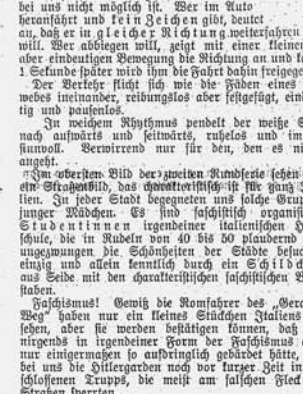 bei uns nicht möglich ist. Wer im Auto
heranfährt und kein Zeichen gibt, deutet
an, daß er in gleicher Richtung weiterfahren
will. Wer abbiegen will, zeigt mit einer kleinen
aber eindeutigen Bewegung die Richtung an und
1 Sekunde später wird ihm die Fahrt dahin freigege
Der Verkehr flicht sich wie die Fäden eines
webes ineinander, reibungslos aber festgefügt, ein
tig und pausenlos.
In weichem Rhythmus pendelt der weiße S
nach aufwärts und seitwärts, ruhelos und im
sinnvoll. Verwirrend nur für den, den es ni
angeht.
Im obersten Bild der zweiten Rundserie sehen
ein Straßenbild, das charakteristisch ist für ganz
lien. In jeder Stadt begegneten uns solche Grup
junger Mädchen. Es sind faschistisch organis
Studentinnen irgendeiner italienischen H
schule, die in Rudeln von 40 bis 50 plaudernd
ungezwungen die Schönheiten der Städte besuc
einzig und allein kenntlich durch ein Schildc
aus Seide mit den charakteristischen faschistischen B
staben.
Faschismus! Gewiß die Romfahrer des „Gera
Weg“ haben nur ein kleines Stückchen Italiens
sehen, aber sie werden bestätigen können, daß
nirgends in irgendeiner Form der Faschismus
nur einigermaßen so aufdringlich gebärdet hätte,
bei uns die Hitlergarden noch vor kurzer Zeit in
schlossenen Trupps, die meist am falschen Fleck
Straßen sperrten.